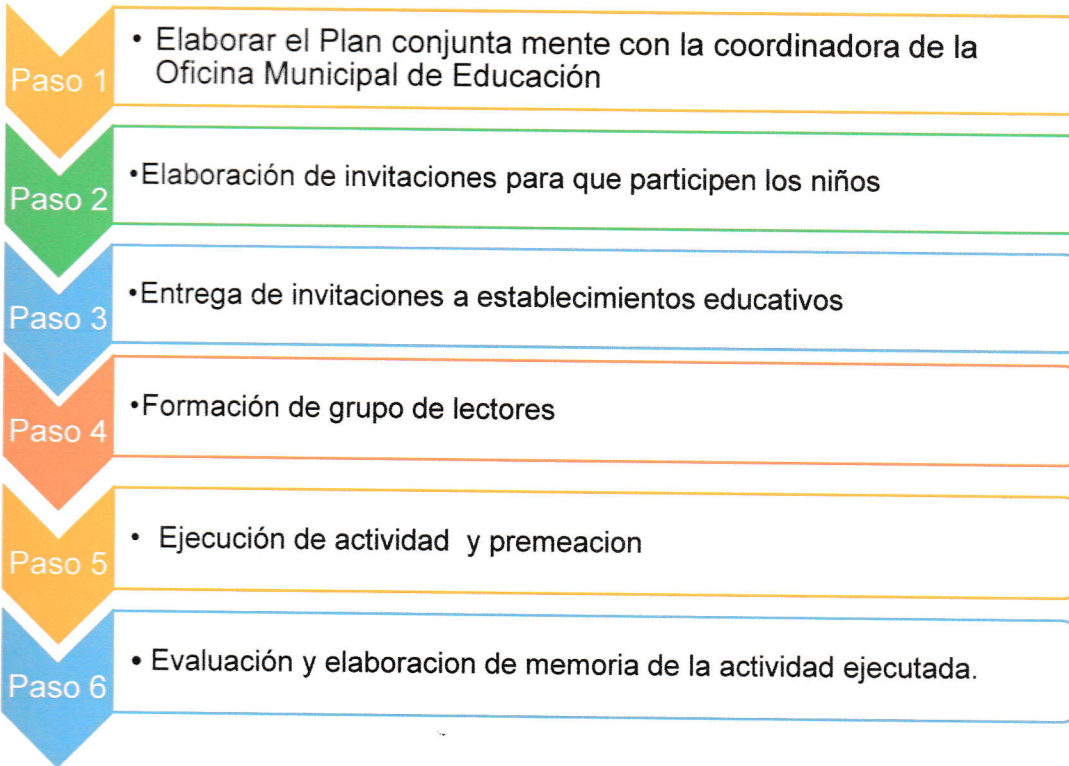 Paso 1
• Elaborar el Plan conjunta mente con la coordinadora de la
Oficina Municipal de Educación
Paso 2
•Elaboración de invitaciones para que participen los niños
Paso 3
•Entrega de invitaciones a establecimientos educativos
Paso 4
•Formación de grupo de lectores
Paso 5
• Ejecución de actividad y premeacion
Paso 6
• Evaluación y elaboracion de memoria de la actividad ejecutada.